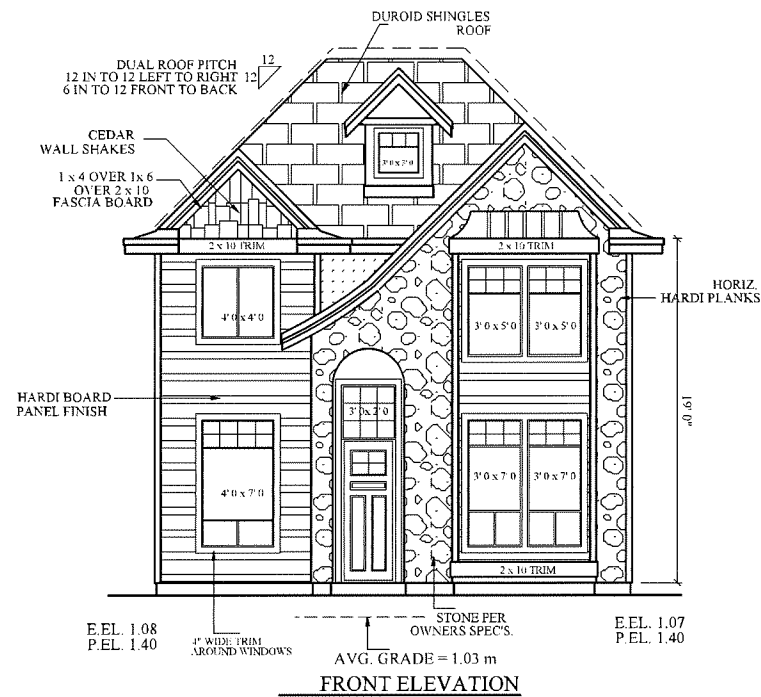 DUROID SHINGLES
ROOF
DUAL ROOF PITCH
12 IN TO 12 LEFT TO RIGHT
6 IN TO 12 FRONT TO BACK
12
12
CEDAR
WALL SHAKES
1 x 4 OVER 1x 6
OVER 2 x 10
FASCIA BOARD
3'0x3'0
2 x 10 TRIM
2 x 10 TRIM
HORIZ.
HARDI PLANKS
4' 0 x 4' 0
3' 0 x 5' 0
3' 0 x 5' 0
HARDI BOARD
PANEL FINISH
3' 0x 2' 0
19' 0"
4' 0 x 7' 0
3' 0 x 7' 0
3' 0 x 7' 0
2 x 10 TRIM
E.EL. 1.08
P.EL. 1.40
4" WIDE TRIM
AROUND WINDOWS
STONE PER
OWNERS SPEC'S.
E.EL. 1.07
P.EL. 1.40
AVG. GRADE = 1.03 m
FRONT ELEVATION